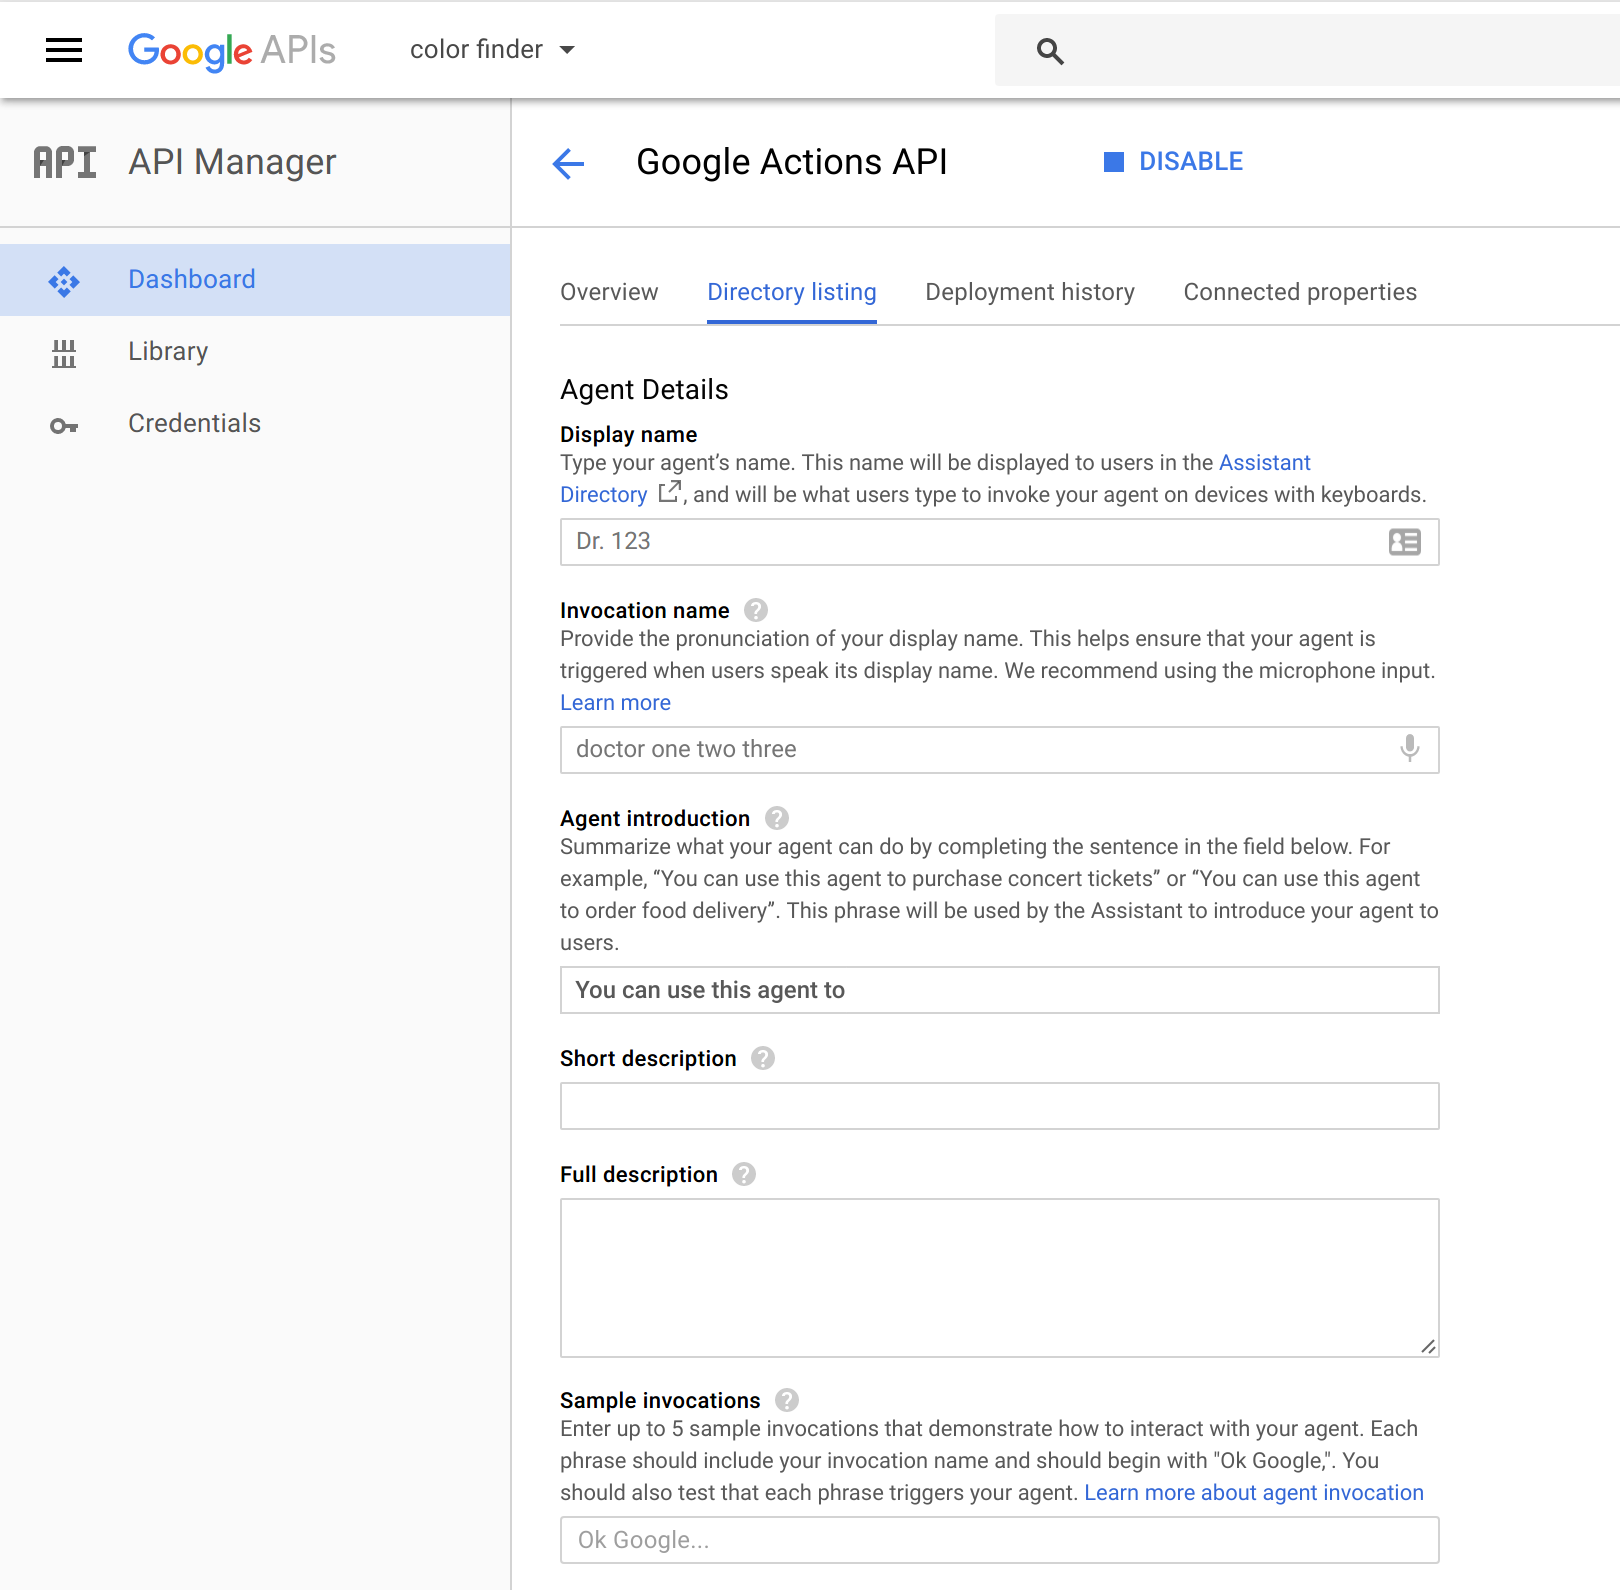 Google APIs
color finder
API
API Manager
Google Actions API
DISABLE
Dashboard
Library
Credentials
Overview
Directory listing
Deployment history
Connected properties
Agent Details
Display name
Type your agent’s name. This name will be displayed to users in the Assistant
Directory , and will be what users type to invoke your agent on devices with keyboards.
Dr. 123
Invocation name ?
Provide the pronunciation of your display name. This helps ensure that your agent is
triggered when users speak its display name. We recommend using the microphone input.
Learn more
doctor one two three
Agent introduction ?
Summarize what your agent can do by completing the sentence in the field below. For
example, “You can use this agent to purchase concert tickets” or “You can use this agent
to order food delivery”. This phrase will be used by the Assistant to introduce your agent to
users.
You can use this agent to
Short description ?
Full description ?
Sample invocations ?
Enter up to 5 sample invocations that demonstrate how to interact with your agent. Each
phrase should include your invocation name and should begin with "Ok Google,". You
should also test that each phrase triggers your agent. Learn more about agent invocation
Ok Google...